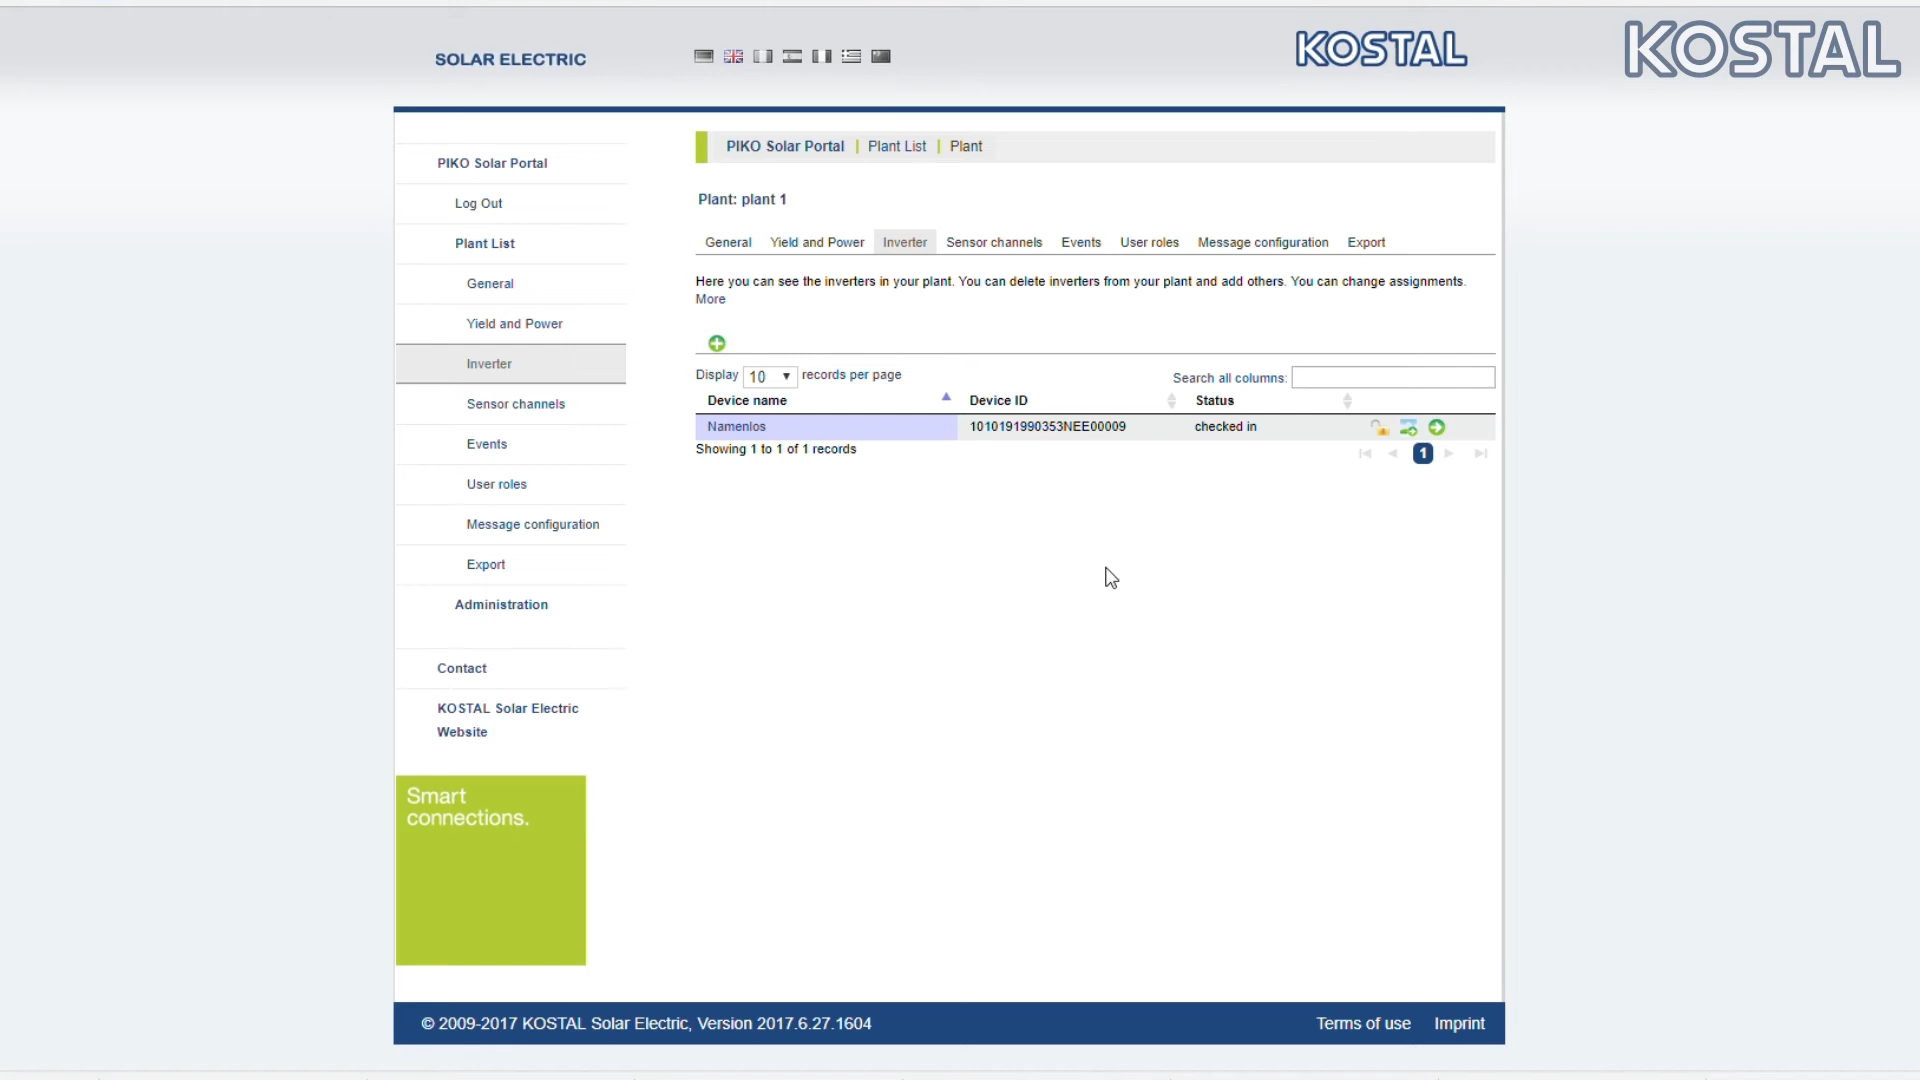 SOLAR ELECTRIC
KOSTAL
KOSTAL
PIKO Solar Portal
Log Out
Plant List
General
Yield and Power
Inverter
Sensor channels
Events
User roles
Message configuration
Export
Administration
Contact
KOSTAL Solar Electric
Website
Smart
connections.
PIKO Solar Portal | Plant List | Plant
Plant: plant 1
General Yield and Power Inverter Sensor channels Events User roles Message configuration Export
Here you can see the inverters in your plant. You can delete inverters from your plant and add others. You can change assignments.
More
Display 10 records per page
Search all columns:
Device name Device ID Status
Namenlos 1010191990353NEE00009 checked in
Showing 1 to 1 of 1 records
1
© 2009-2017 KOSTAL Solar Electric, Version 2017.6.27.1604
Terms of use Imprint